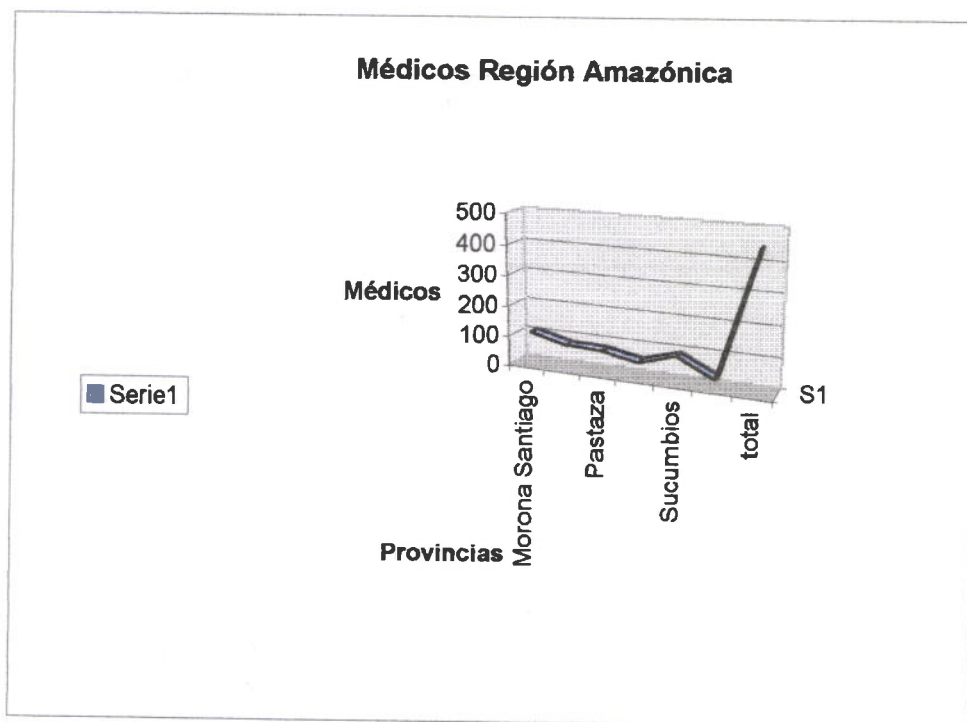 Médicos Región Amazónica
500
400
300
200
100
0
Médicos
Serie1
S1
Morona Santiago
Pastaza
Sucumbios
total
Provincias